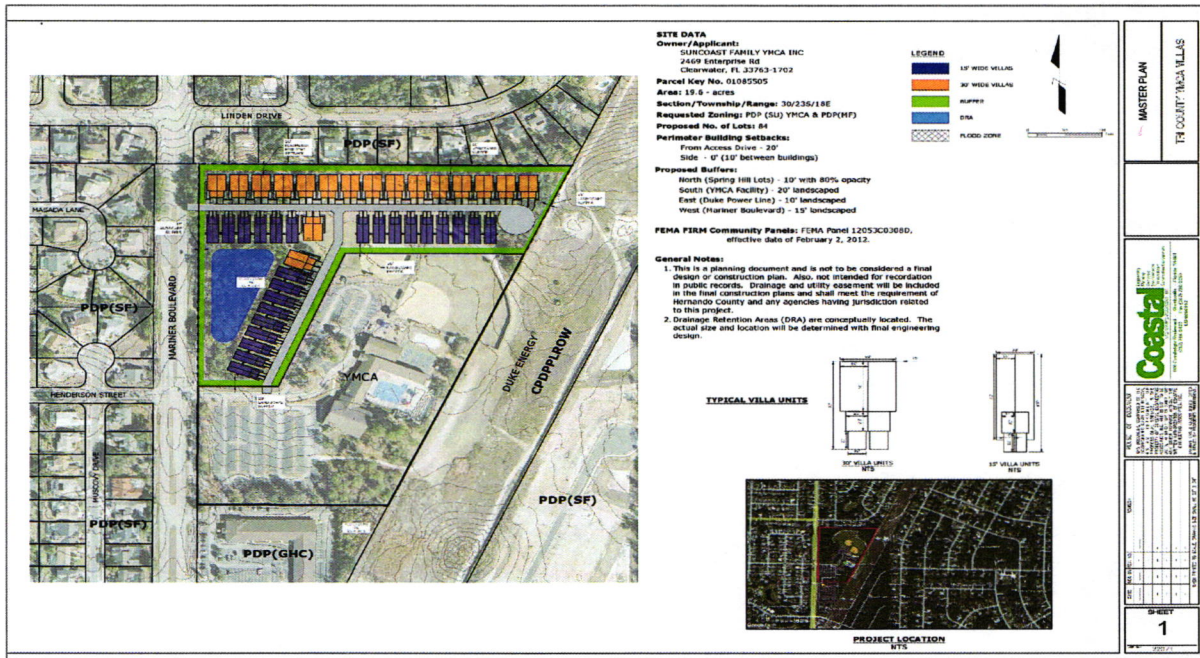 SITE DATA
Owner/Applicant:
SUNCOAST FAMILY YMCA INC
2469 Enterprise Rd
Clearwater, FL 33763-1702
Parcel Key No. 01085505
Area: 19.6 - acres
Section/Township/Range: 30/23S/18E
Requested Zoning: PDP (SU) YMCA & PDP(MF)
Proposed No. of Lots: 84
Perimeter Building Setbacks:
From Access Drive - 20'
Side - 0' (10' between buildings)
Proposed Buffers:
North (Spring Hill Lots) - 10' with 80% opacity
South (YMCA Facility) - 20' landscaped
East (Duke Power Line) - 10' landscaped
West (Mariner Boulevard) - 15' landscaped
FEMA FIRM Community Panels: FEMA Panel 12053C0308D,
effective date of February 2, 2012.
General Notes:
1. This is a planning document and is not to be considered a final
design or construction plan. Also, not intended for recordation
in public records. Drainage and utility easement will be included
in the final construction plans and shall meet the requirement of
Hernando County and any agencies having jurisdiction related
to this project.
2. Drainage Retention Areas (DRA) are conceptually located. The
actual size and location will be determined with final engineering
design.
LEGEND
15' WIDE VILLAS
30' WIDE VILLAS
BUFFER
DRA
FLOOD ZONE
TYPICAL VILLA UNITS
30' VILLA UNITS
NTS
15' VILLA UNITS
NTS
PROJECT LOCATION
NTS
LINDEN DRIVE
PDP(SF)
MASADA LANE
PDP(SF)
MARINER BOULEVARD
HENDERSON STREET
MUSCOVY DRIVE
PDP(SF)
YMCA
DUKE ENERGY
CPDPPLROW
PDP(SF)
PDP(GHC)
MASTER PLAN
TRI COUNTY YMCA VILLAS
Coastal
SHEET
1